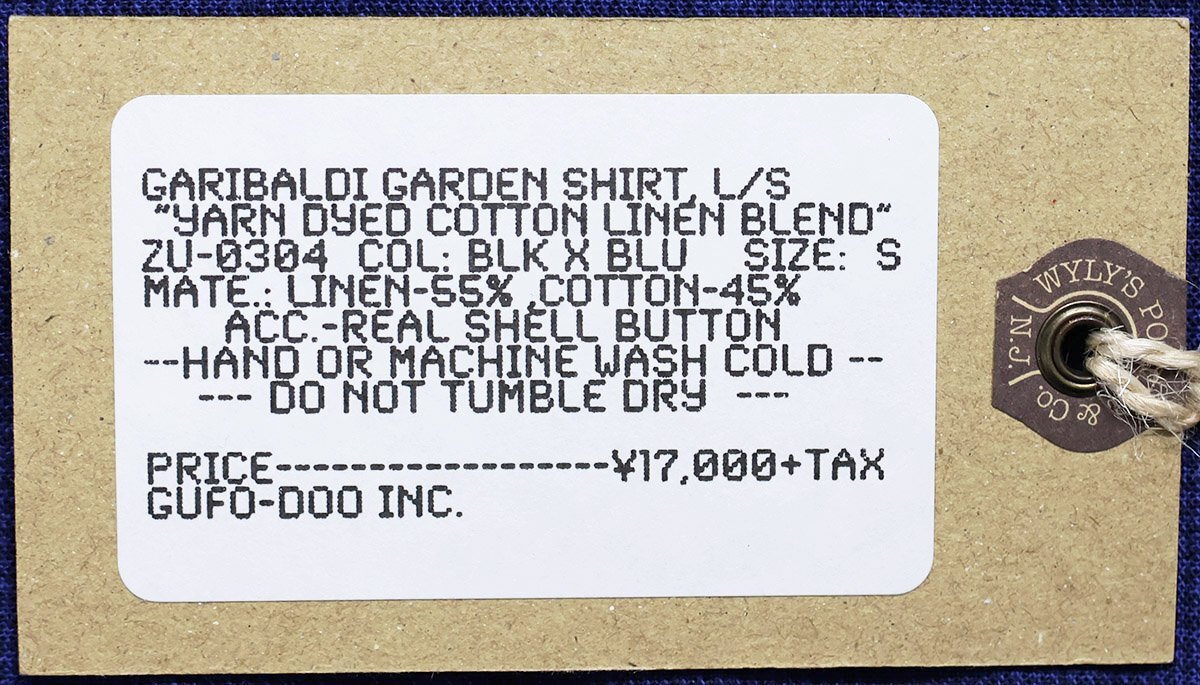 GARIBALDI GARDEN SHIRT, L/S
"YARN DYED COTTON LINEN BLEND"
ZU-0304 COL: BLK X BLU SIZE: S
MATE.: LINEN-55% ,COTTON-45%
ACC.-REAL SHELL BUTTON
--HAND OR MACHINE WASH COLD --
--- DO NOT TUMBLE DRY ---
PRICE------------------¥17,000+TAX
GUFO-DOO INC.
WYLY'S
& Co. / N.J. /